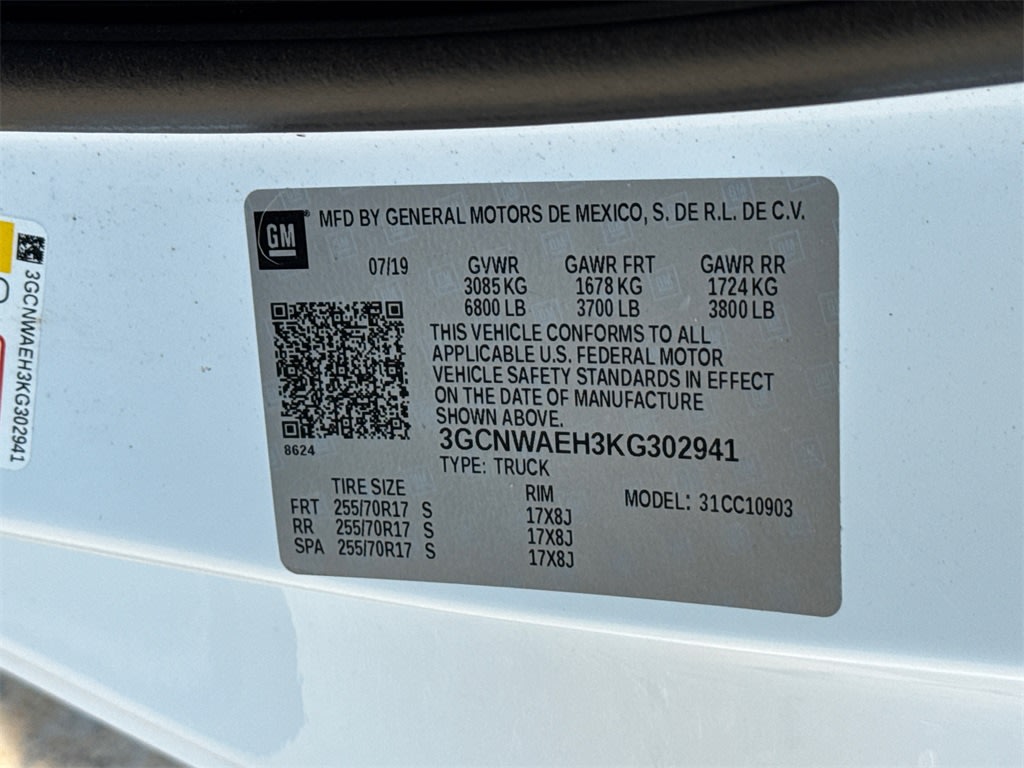 GM
MFD BY GENERAL MOTORS DE MEXICO, S. DE R.L. DE C.V.
07/19
GVWR GAWR FRT GAWR RR
3085 KG 1678 KG 1724 KG
6800 LB 3700 LB 3800 LB
THIS VEHICLE CONFORMS TO ALL
APPLICABLE U.S. FEDERAL MOTOR
VEHICLE SAFETY STANDARDS IN EFFECT
ON THE DATE OF MANUFACTURE
SHOWN ABOVE.
8624
3GCNWAEH3KG302941
TYPE: TRUCK
TIRE SIZE RIM MODEL: 31CC10903
FRT 255/70R17 S 17X8J
RR 255/70R17 S 17X8J
SPA 255/70R17 S 17X8J
3GCNWAEH3KG302941